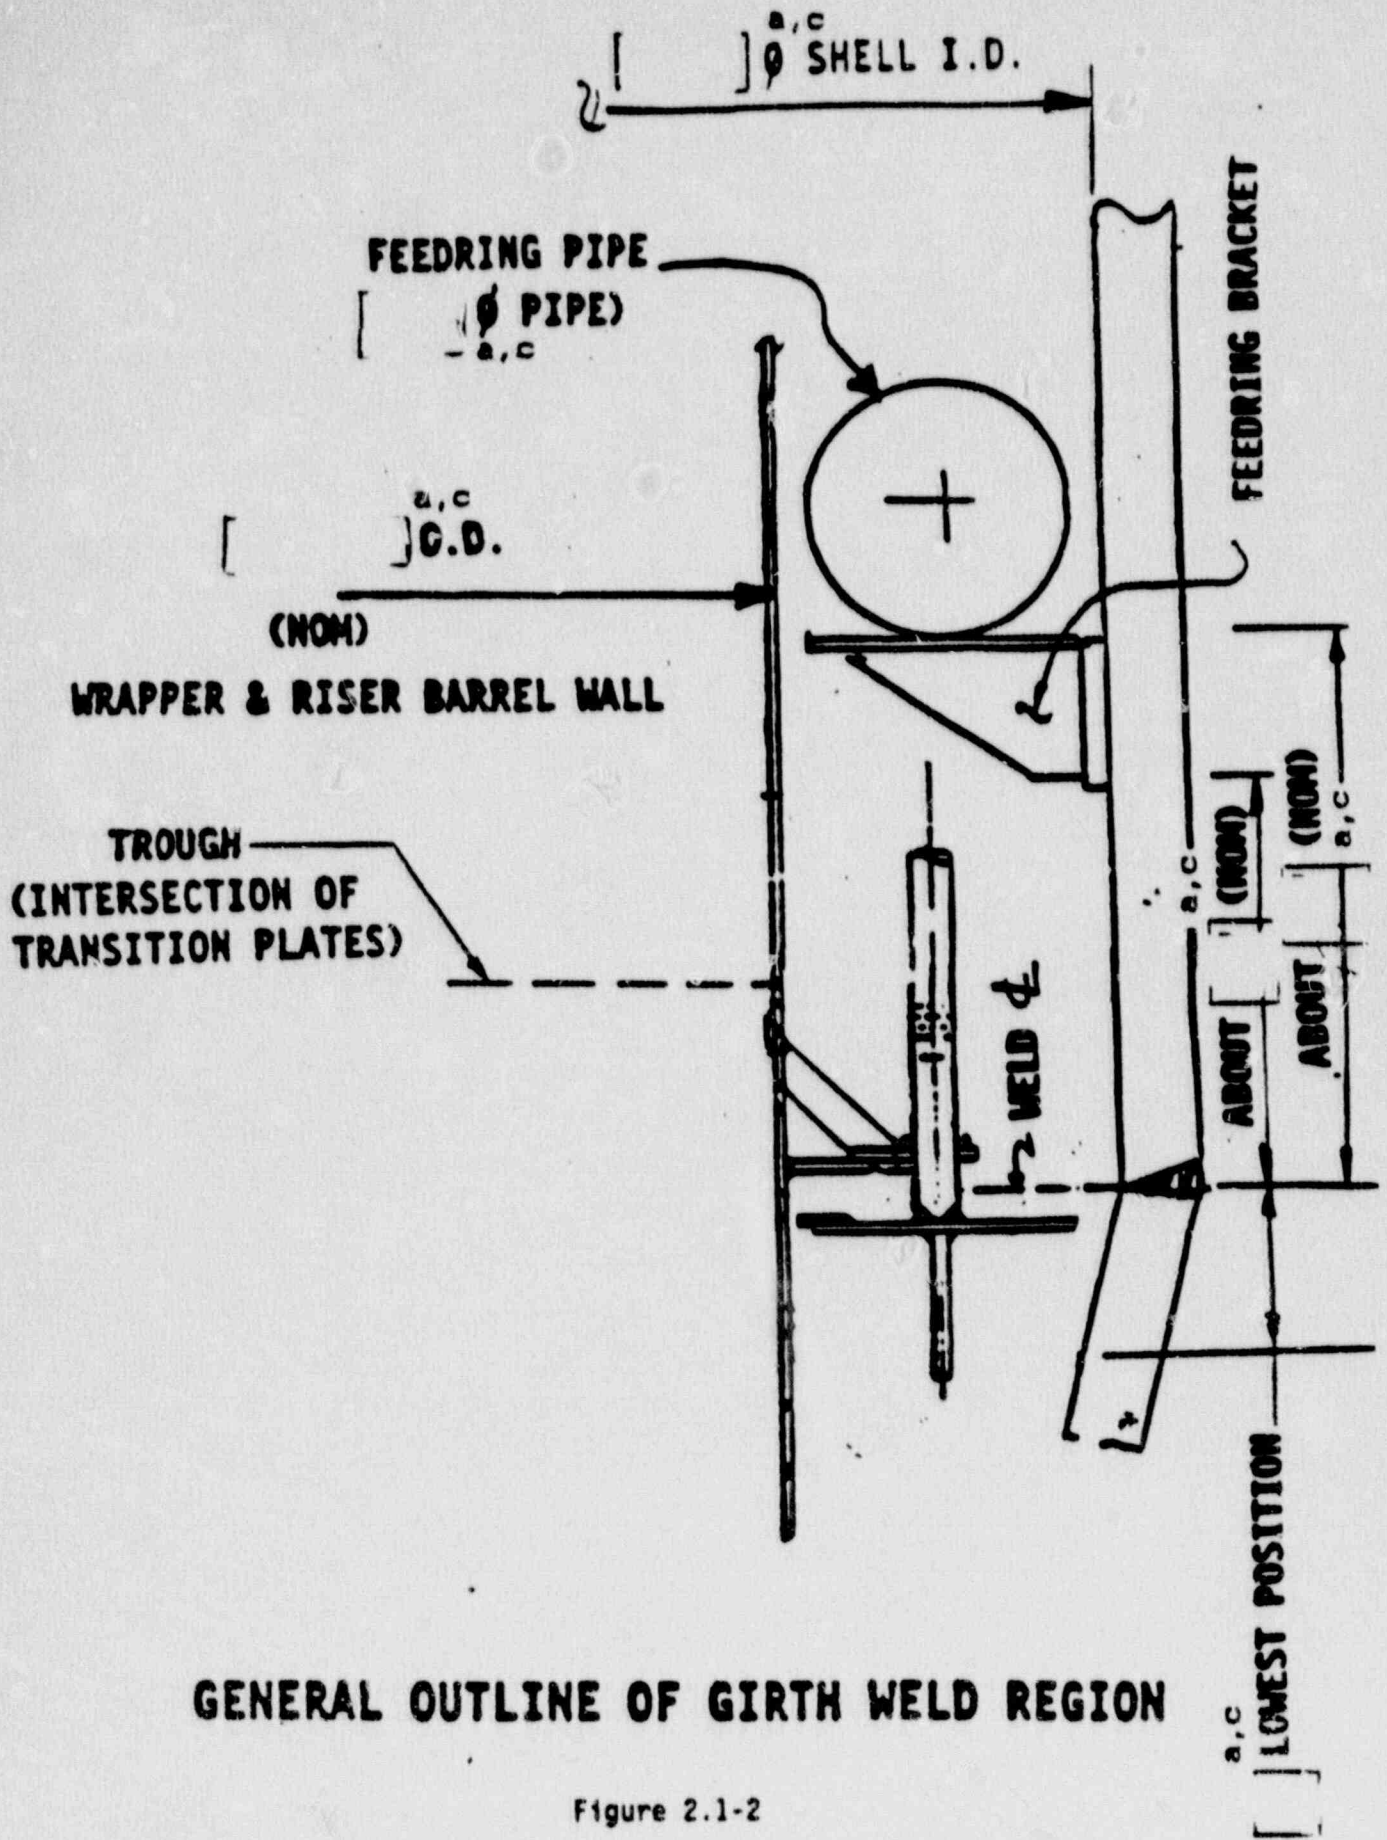 a,c
[ ]φ SHELL I.D.
FEEDRING PIPE
[ φ PIPE)
a,c
FEEDRING BRACKET
a,c
[ ]O.D.
(NOM)
WRAPPER & RISER BARREL WALL
TROUGH
(INTERSECTION OF
TRANSITION PLATES)
WELD ℄
ABOUT [ ] (NOM)
a,c
ABOUT [ ] (NOM)
a,c
a,c
[ ] LOWEST POSITION
GENERAL OUTLINE OF GIRTH WELD REGION
Figure 2.1-2